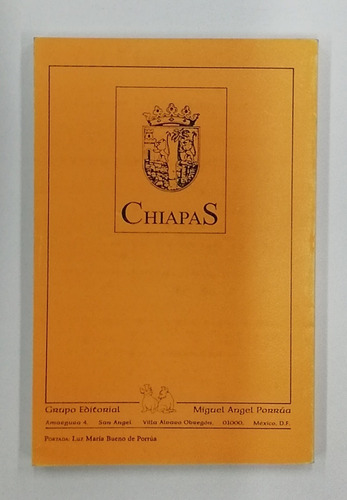 CHIAPAS
Grupo Editorial Miguel Angel Porrúa
Amargura 4, San Angel, Villa Alvaro Obregón, 01000, México, D.F.
PORTADA: Luz María Bueno de Porrúa